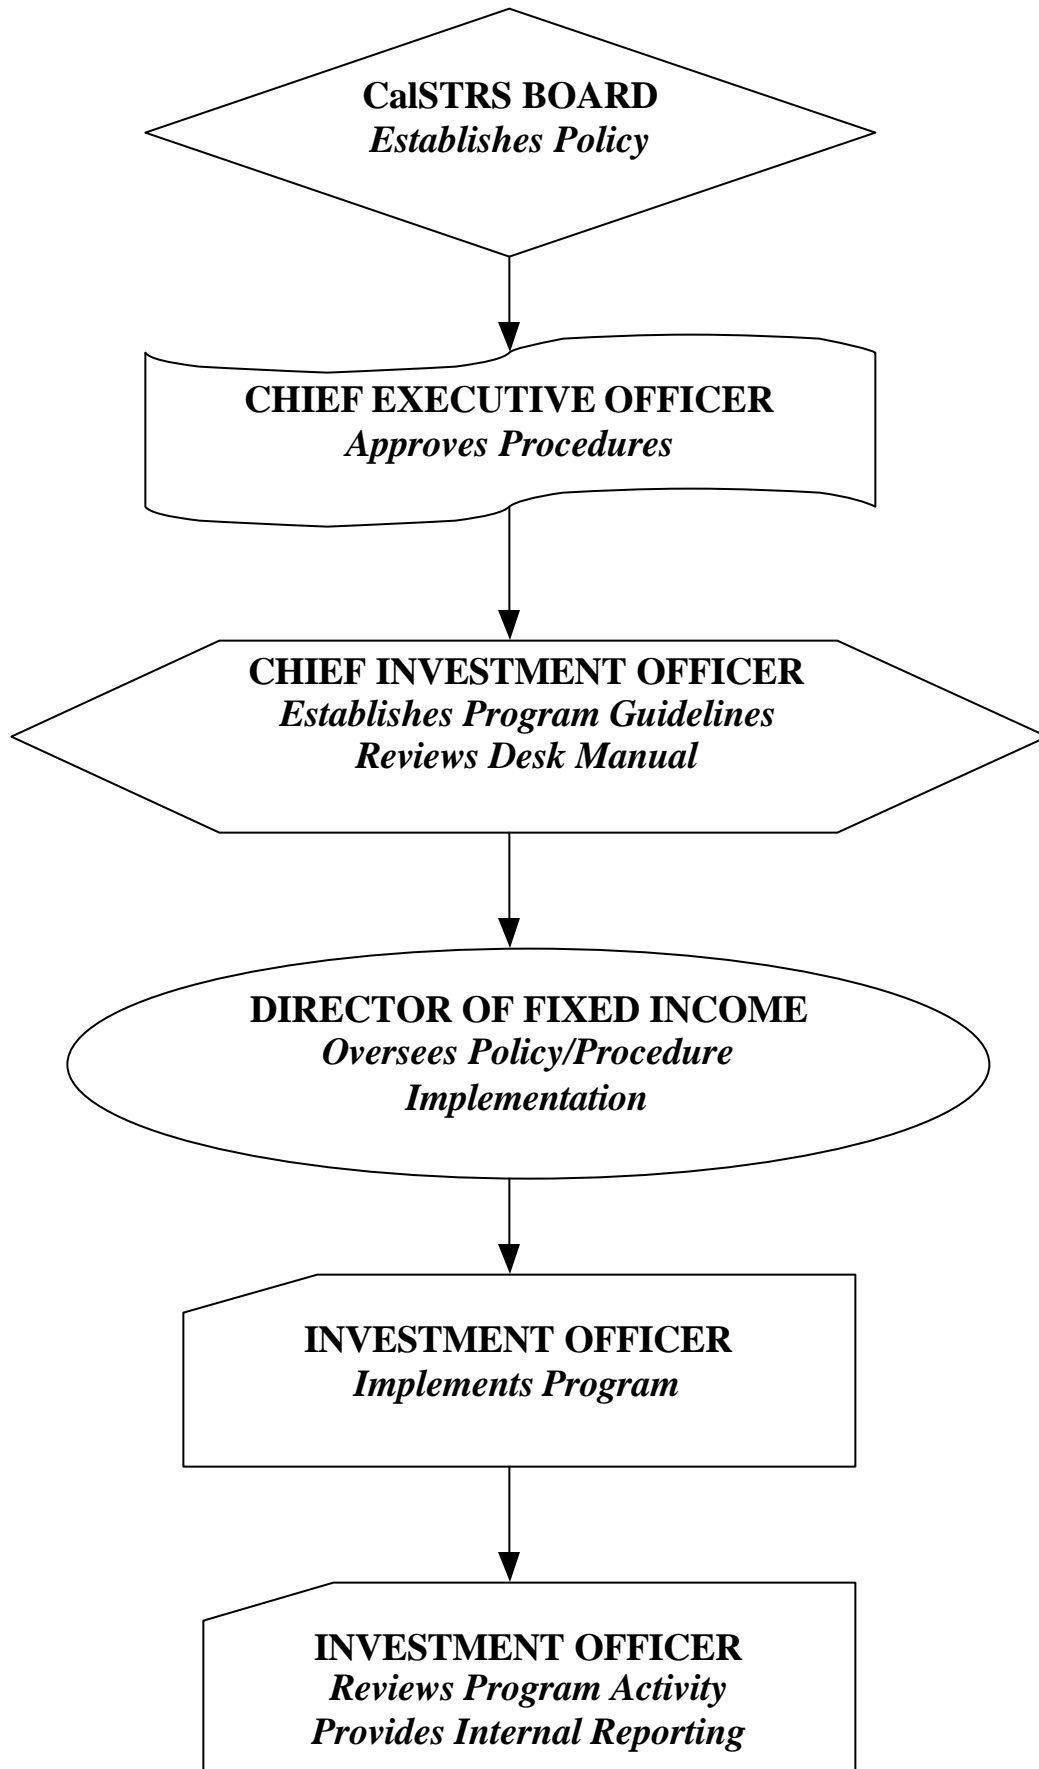 CalSTRS BOARD
Establishes Policy
CHIEF EXECUTIVE OFFICER
Approves Procedures
CHIEF INVESTMENT OFFICER
Establishes Program Guidelines
Reviews Desk Manual
DIRECTOR OF FIXED INCOME
Oversees Policy/Procedure
Implementation
INVESTMENT OFFICER
Implements Program
INVESTMENT OFFICER
Reviews Program Activity
Provides Internal Reporting